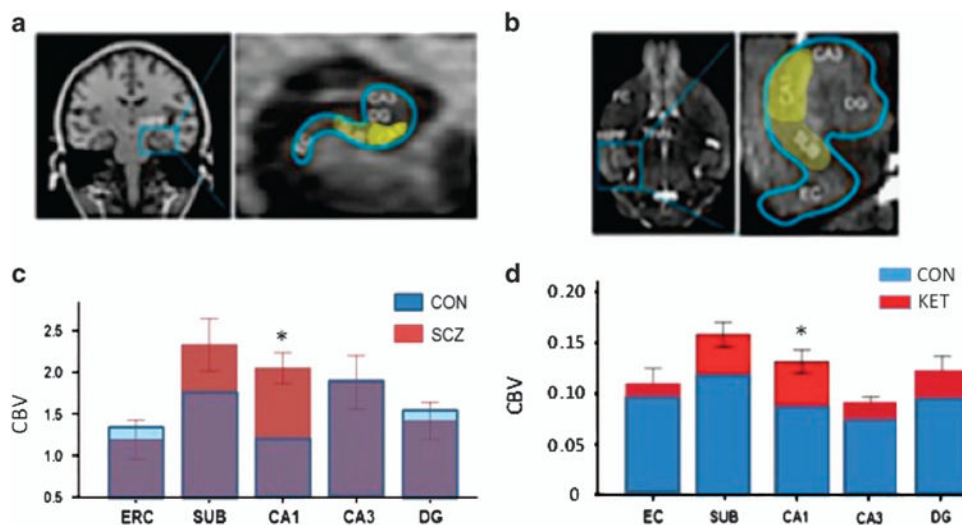 a
b
CA3
DG
EC
FC
CA3
CA1
DG
SUB
EC
c
CBV
2.5
2.0
1.5
1.0
0.5
ERC SUB CA1 CA3 DG
*
CON
SCZ
d
CBV
0.20
0.15
0.10
0.05
0
EC SUB CA1 CA3 DG
*
CON
KET